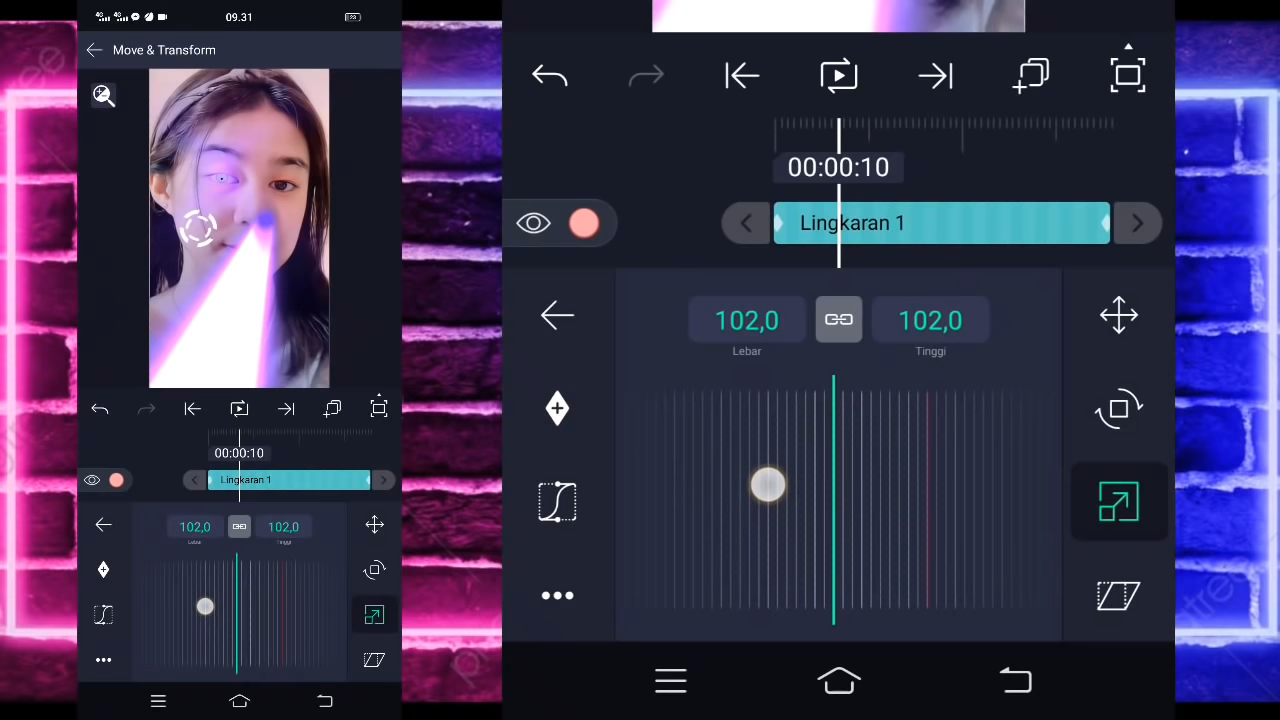 09.31
Move & Transform
00:00:10
Lingkaran 1
102,0
102,0
Lebar
Tinggi
00:00:10
Lingkaran 1
102,0
102,0
Lebar
Tinggi